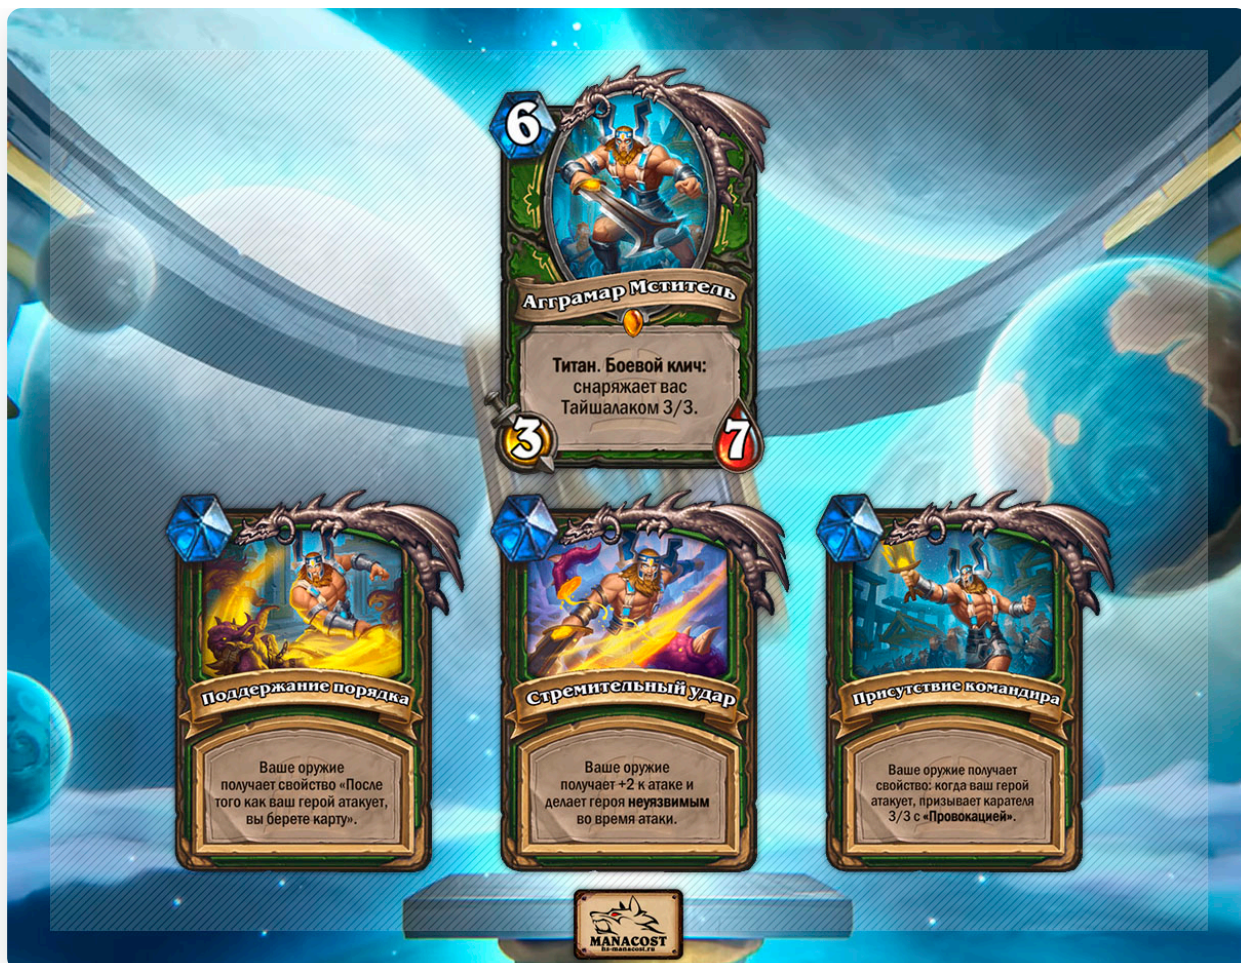 6
Агграмар Мститель
Титан. Боевой клич:
снаряжает вас
Тайшалаком 3/3.
3
7
Поддержание порядка
Ваше оружие
получает свойство «После
того как ваш герой атакует,
вы берете карту».
Стремительный удар
Ваше оружие
получает +2 к атаке и
делает героя неуязвимым
во время атаки.
Присутствие командира
Ваше оружие получает
свойство: когда ваш герой
атакует, призывает карателя
3/3 с «Провокацией».
MANACOST
hs-manacost.ru